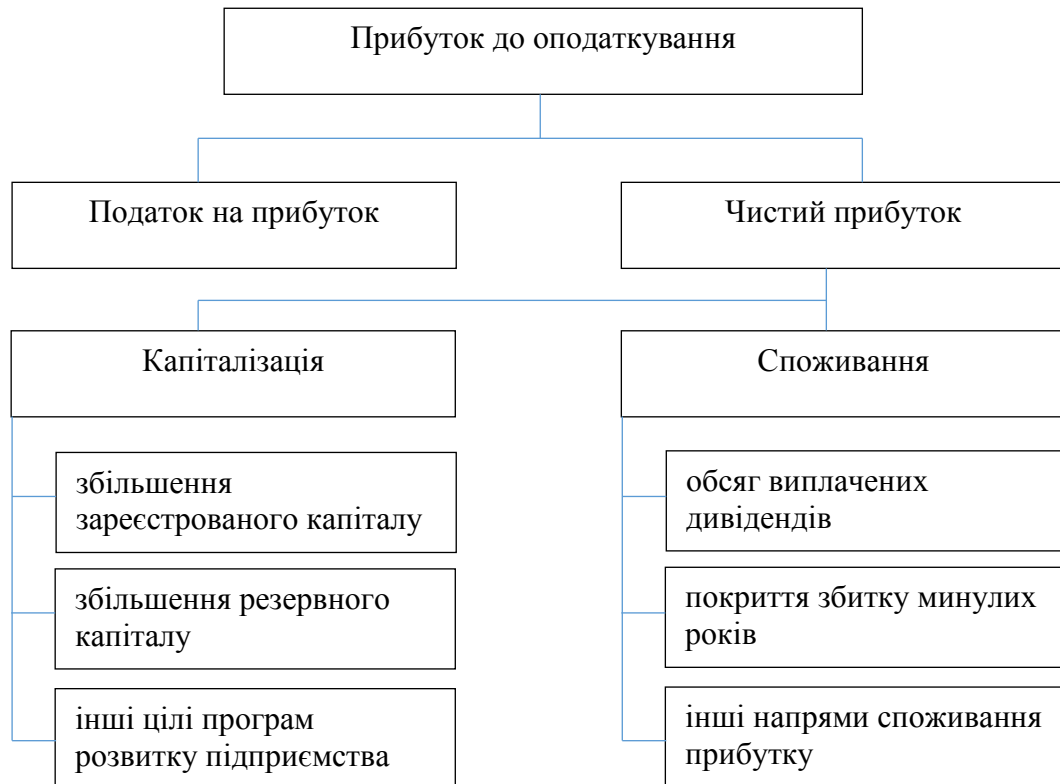 Прибуток до оподаткування
Податок на прибуток
Чистий прибуток
Капіталізація
Споживання
збільшення
зареєстрованого капіталу
збільшення резервного
капіталу
інші цілі програм
розвитку підприємства
обсяг виплачених
дивідендів
покриття збитку минулих
років
інші напрями споживання
прибутку